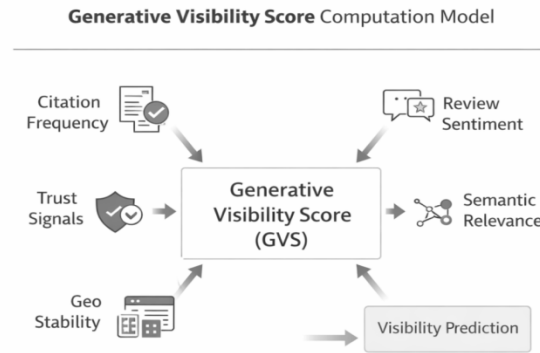 Generative Visibility Score Computation Model
Citation
Frequency
Review
Sentiment
Trust
Signals
Generative
Visibility Score
(GVS)
Semantic
Relevance
Geo
Stability
Visibility Prediction